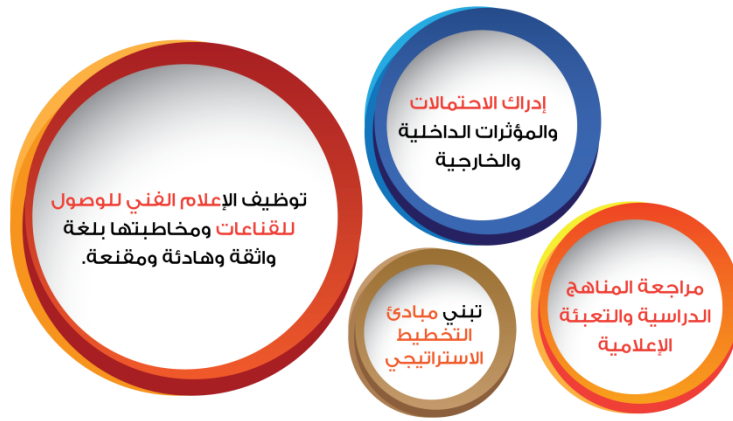 إدراك الاحتمالات
والمؤثرات الداخلية
والخارجية
توظيف الإعلام الفني للوصول
للقناعات ومخاطبتها بلغة
واثقة وهادئة ومقنعة.
مراجعة المناهج
الدراسية والتعبئة
الإعلامية
تبني مبادئ
التخطيط
الاستراتيجي